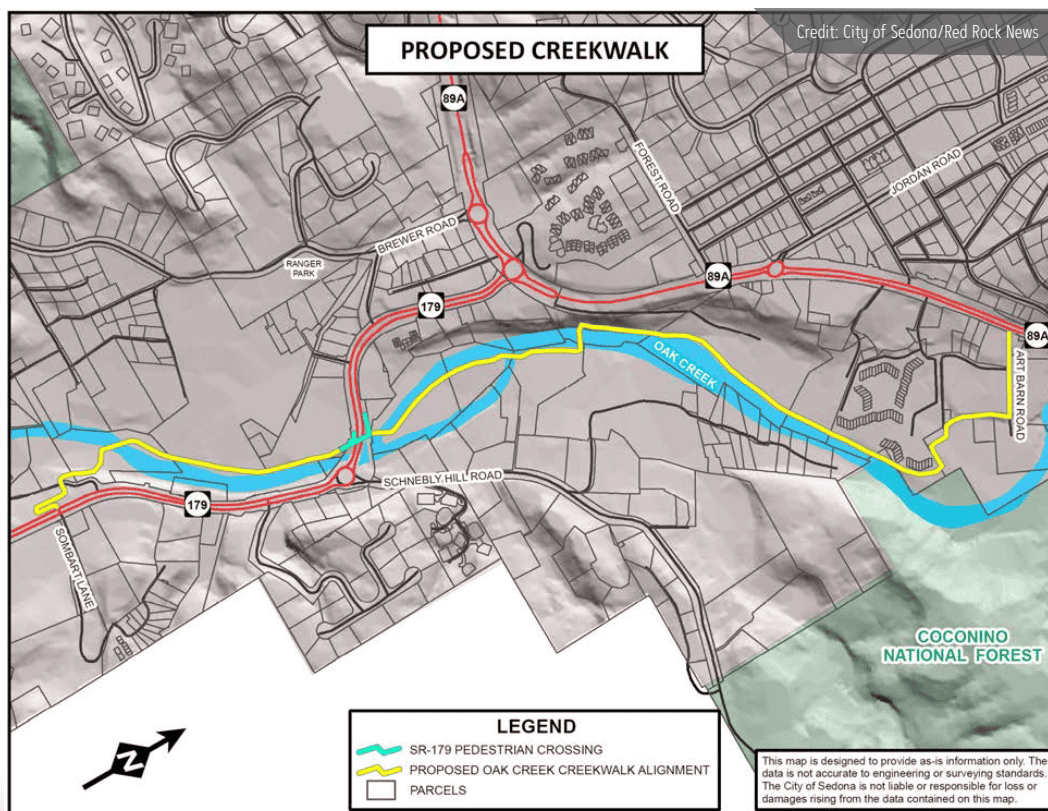 Credit: City of Sedona/Red Rock News
PROPOSED CREEKWALK
89A
FOREST ROAD
JORDAN ROAD
BREWER ROAD
RANGER
PARK
89A
179
89A
OAK CREEK
ART BARN ROAD
SCHNEBLY HILL ROAD
179
SOMBART LANE
COCONINO
NATIONAL FOREST
N
LEGEND
SR-179 PEDESTRIAN CROSSING
PROPOSED OAK CREEK CREEKWALK ALIGNMENT
PARCELS
This map is designed to provide as-is information only. The
data is not accurate to engineering or surveying standards.
The City of Sedona is not liable or responsible for loss or
damages rising from the data contained on this map.